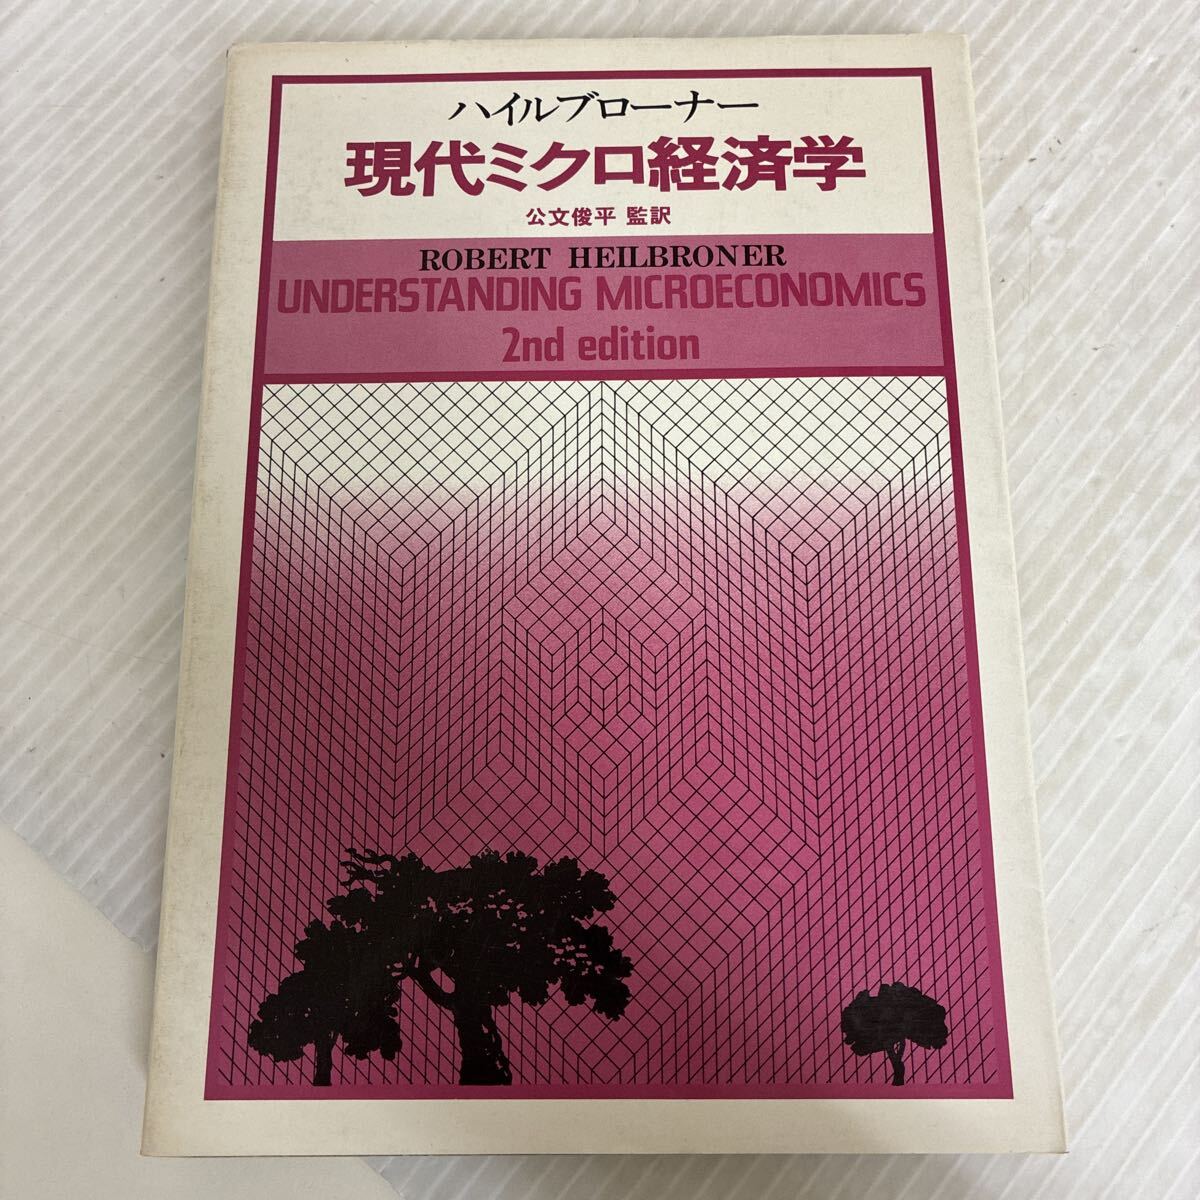 ハイルブローナー
現代ミクロ経済学
公文俊平 監訳
ROBERT HEILBRONER
UNDERSTANDING MICROECONOMICS
2nd edition